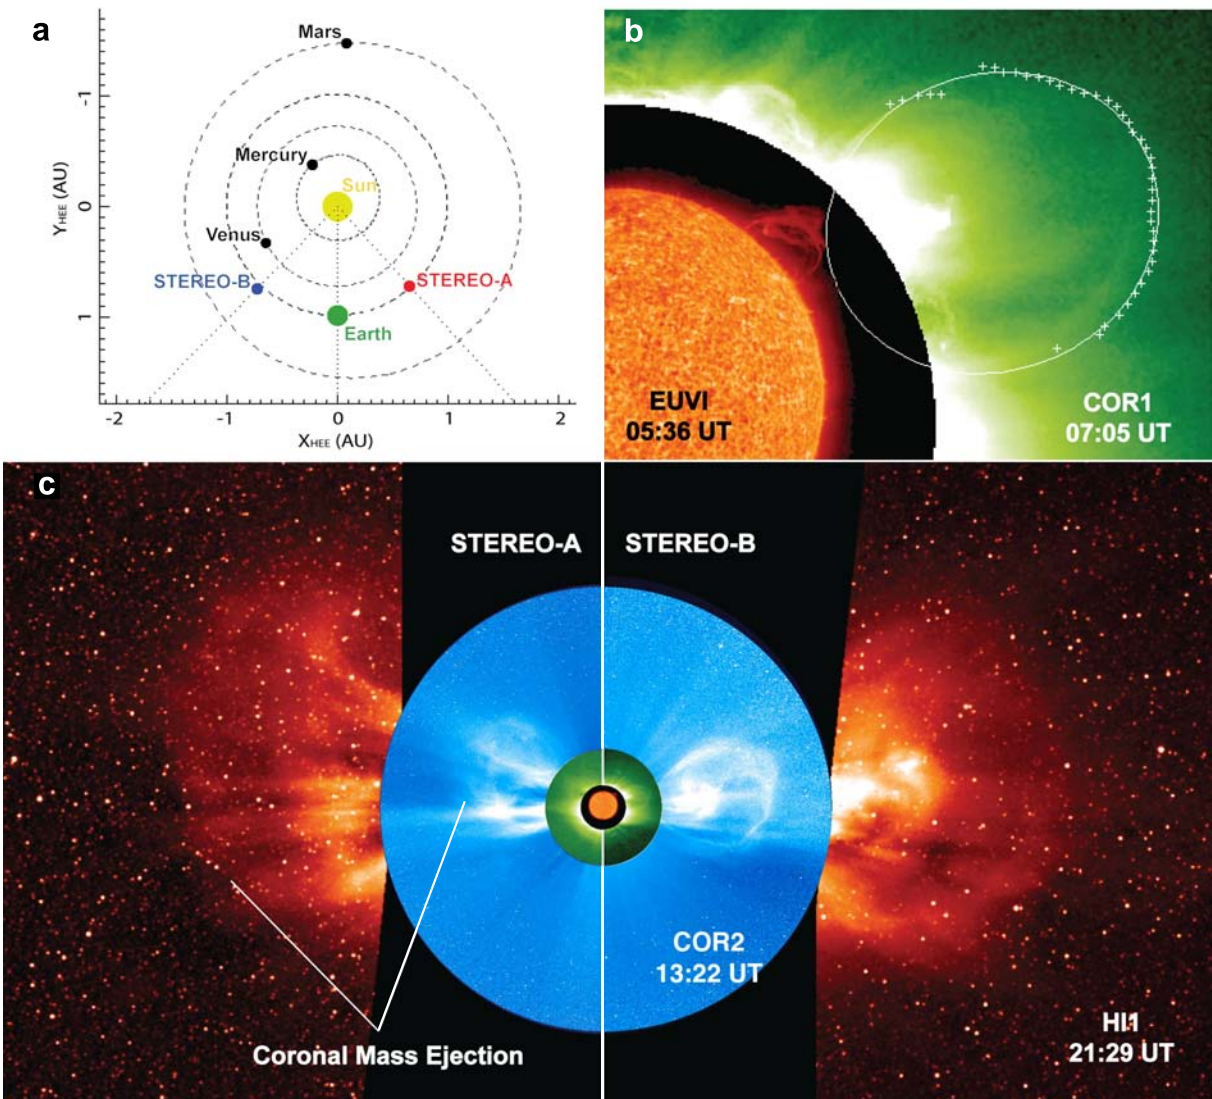 a
Mars
Mercury
Sun
Venus
STEREO-B
STEREO-A
Earth
-1
0
1
Y_HEE (AU)
-2
-1
0
1
2
X_HEE (AU)
b
EUVI
05:36 UT
COR1
07:05 UT
c
STEREO-A
STEREO-B
COR2
13:22 UT
Coronal Mass Ejection
HI1
21:29 UT